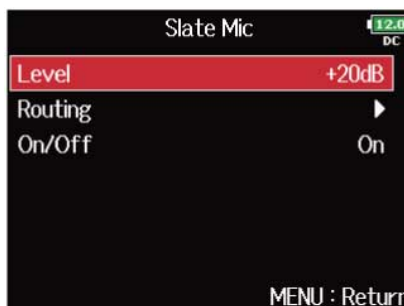 Slate Mic
12.0
DC
Level +20dB
Routing
On/Off On
MENU : Return